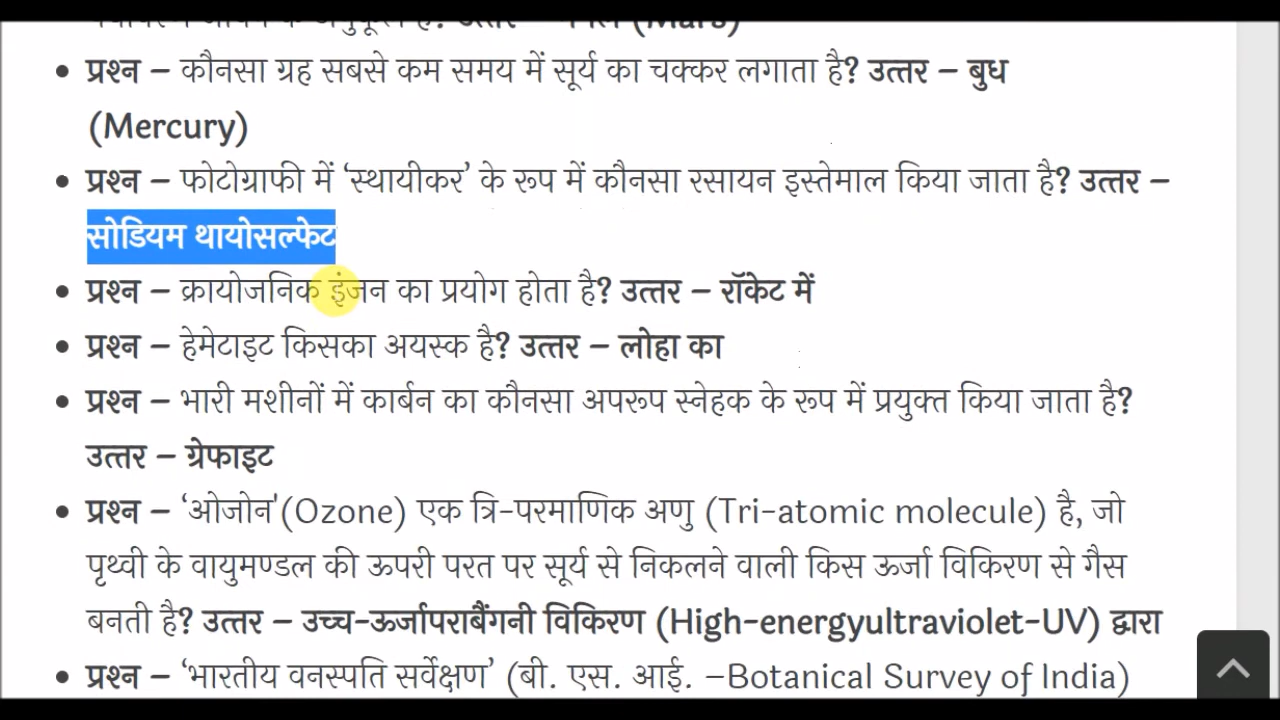 (Mars)
• प्रश्न – कौनसा ग्रह सबसे कम समय में सूर्य का चक्कर लगाता है? उत्तर – बुध
(Mercury)
• प्रश्न – फोटोग्राफी में ‘स्थायीकर’ के रूप में कौनसा रसायन इस्तेमाल किया जाता है? उत्तर –
सोडियम थायोसल्फेट
• प्रश्न – क्रायोजनिक इंजन का प्रयोग होता है? उत्तर – रॉकेट में
• प्रश्न – हेमेटाइट किसका अयस्क है? उत्तर – लोहा का
• प्रश्न – भारी मशीनों में कार्बन का कौनसा अपरूप स्नेहक के रूप में प्रयुक्त किया जाता है?
उत्तर – ग्रेफाइट
• प्रश्न – ‘ओजोन'(Ozone) एक त्रि-परमाणिक अणु (Tri-atomic molecule) है, जो
पृथ्वी के वायुमण्डल की ऊपरी परत पर सूर्य से निकलने वाली किस ऊर्जा विकिरण से गैस
बनती है? उत्तर – उच्च-ऊर्जापराबैंगनी विकिरण (High-energyultraviolet-UV) द्वारा
• प्रश्न – ‘भारतीय वनस्पति सर्वेक्षण’ (बी. एस. आई. –Botanical Survey of India)